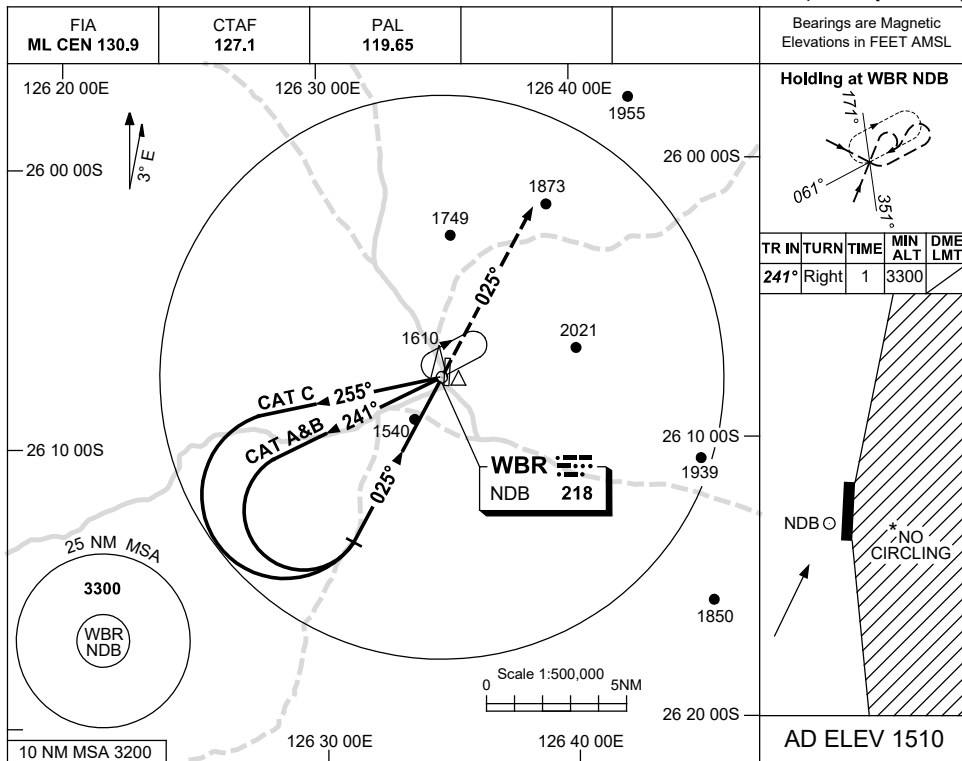 FIA
ML CEN 130.9
CTAF
127.1
PAL
119.65
Bearings are Magnetic
Elevations in FEET AMSL
126 20 00E
126 30 00E
126 40 00E
1955
Holding at WBR NDB
171°
061°
351°
3° E
26 00 00S
26 00 00S
1873
1749
025°
TR IN
TURN
TIME
MIN ALT
DME LMT
241°
Right
1
3300
1610
2021
CAT C
255°
CAT A&B
241°
1540
025°
26 10 00S
26 10 00S
WBR
NDB 218
1939
NDB
*NO
CIRCLING
25 NM MSA
3300
WBR
NDB
1850
Scale 1:500,000
0
5NM
26 20 00S
126 30 00E
126 40 00E
10 NM MSA 3200
AD ELEV 1510